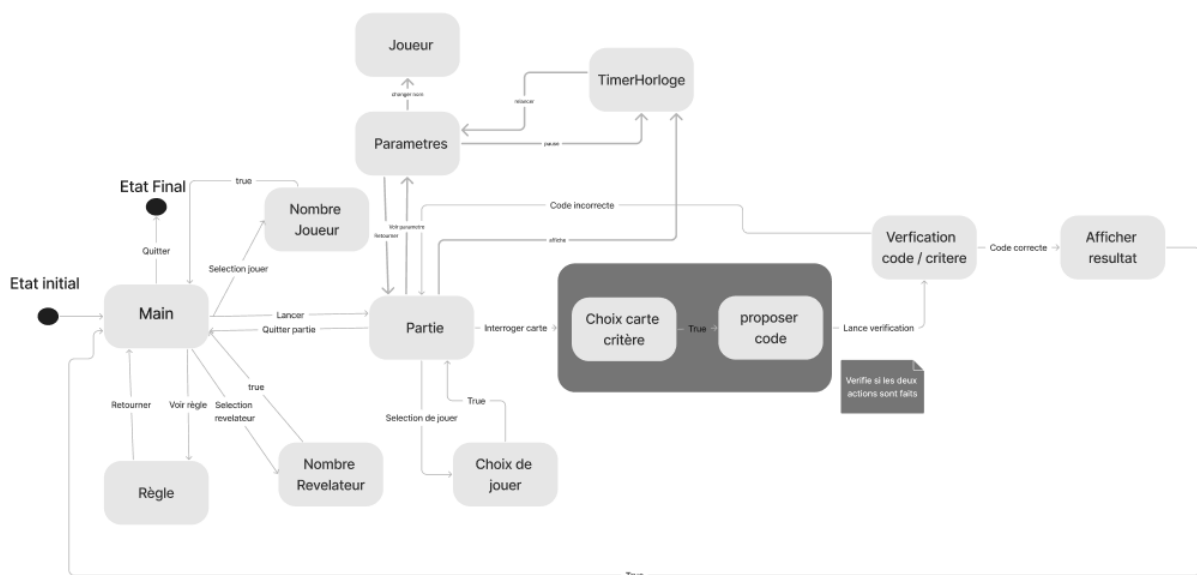 Joueur
TimerHorloge
changer nom
relancer
Parametres
pause
Etat Final
true
Nombre
Joueur
Retourner
Voir parametre
Code incorrecte
affiche
Verfication
code / critere
Code correcte
Afficher
resultat
Quitter
Selection jouer
Etat initial
Main
Lancer
Quitter partie
Partie
Interroger carte
Choix carte
critère
True
proposer
code
Lance verification
Verifie si les deux
actions sont faits
Retourner
Voir règle
Selection
revelateur
true
Selection de jouer
True
Règle
Nombre
Revelateur
Choix de
jouer
True